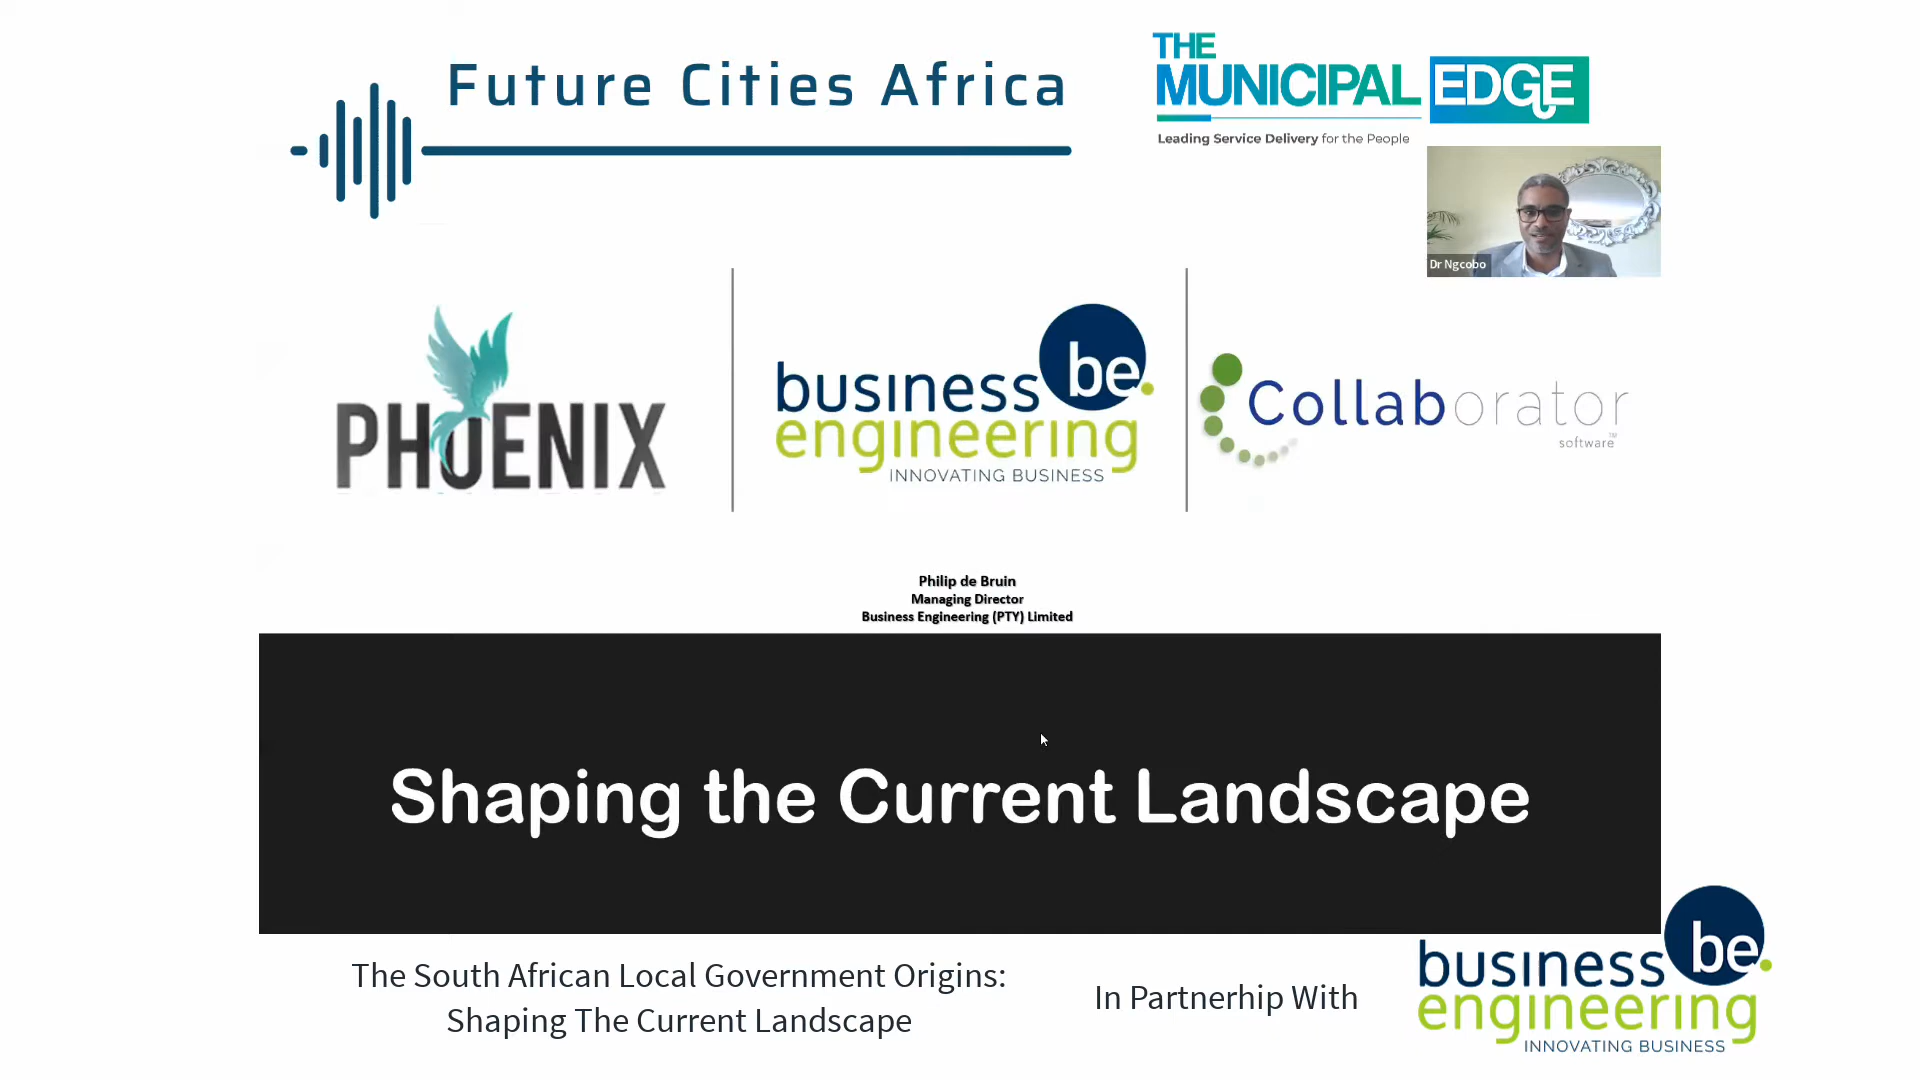 Future Cities Africa
THE
MUNICIPAL EDGE
Leading Service Delivery for the People
Dr Ngcobo
PHOENIX
business be.
engineering
INNOVATING BUSINESS
Collaborator
software™
Philip de Bruin
Managing Director
Business Engineering (PTY) Limited
Shaping the Current Landscape
The South African Local Government Origins:
Shaping The Current Landscape
In Partnerhip With
business be.
engineering
INNOVATING BUSINESS